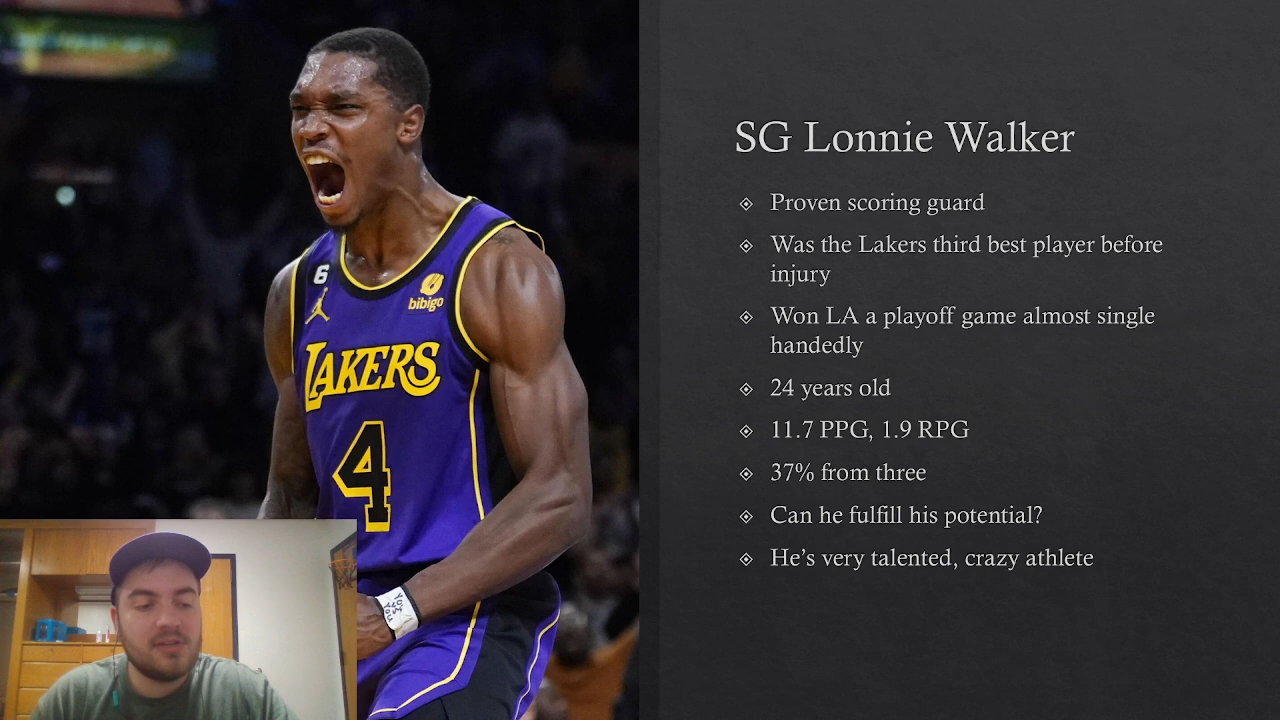 SG Lonnie Walker
Proven scoring guard
Was the Lakers third best player before
injury
Won LA a playoff game almost single
handedly
24 years old
11.7 PPG, 1.9 RPG
37% from three
Can he fulfill his potential?
He's very talented, crazy athlete
6
bibigo
LAKERS
4